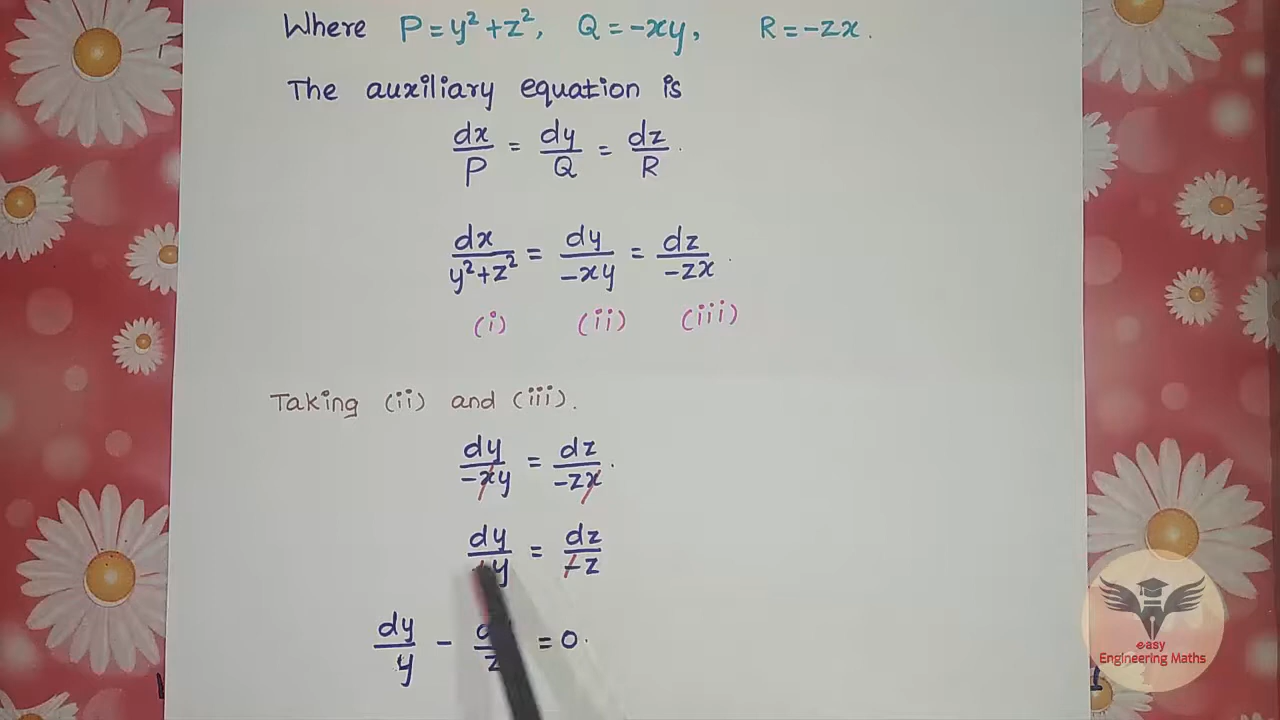 Where P = y² + z², Q = -xy, R = -zx.
The auxiliary equation is
dx/P = dy/Q = dz/R.
dx/y²+z² = dy/-xy = dz/-zx.
(i) (ii) (iii)
Taking (ii) and (iii).
dy/-xy = dz/-zx.
dy/-y = dz/-z
dy/y - = 0.
easy
Engineering Maths